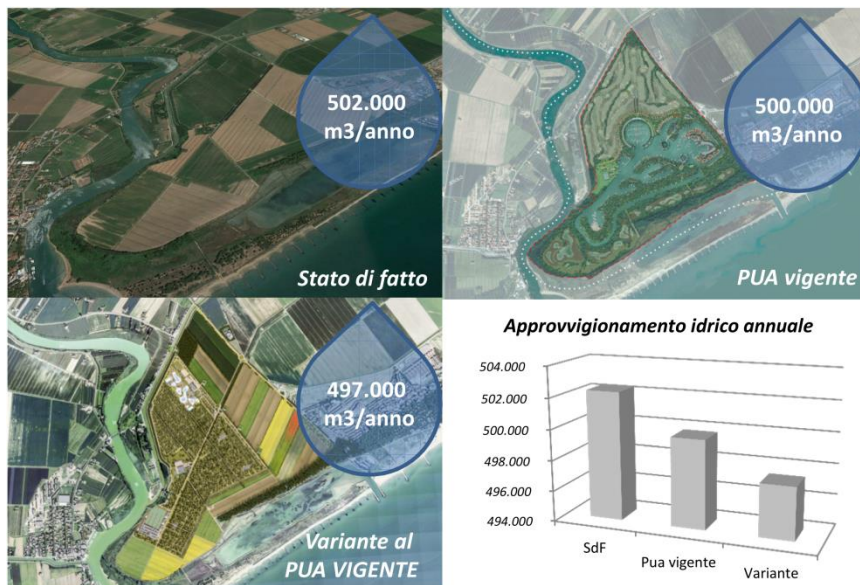 502.000
m3/anno
Stato di fatto
500.000
m3/anno
PUA vigente
497.000
m3/anno
Variante al
PUA VIGENTE
Approvvigionamento idrico annuale
504.000
502.000
500.000
498.000
496.000
494.000
SdF
Pua vigente
Variante